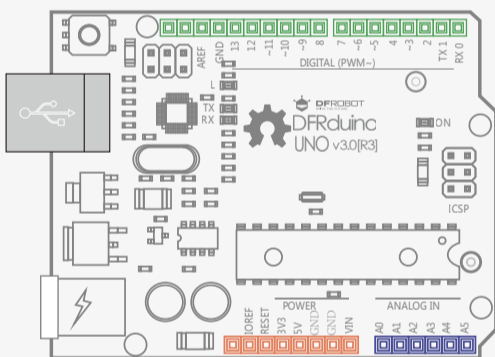 AREF
GND
13
12
~11
~10
~9
8
7
~6
~5
4
~3
2
TX 1
RX 0
DIGITAL (PWM~)
L
TX
RX
DFROBOT
DFRduino
UNO v3.0[R3]
ON
ICSP
POWER
ANALOG IN
IOREF
RESET
3V3
5V
GND
GND
VIN
A0
A1
A2
A3
A4
A5